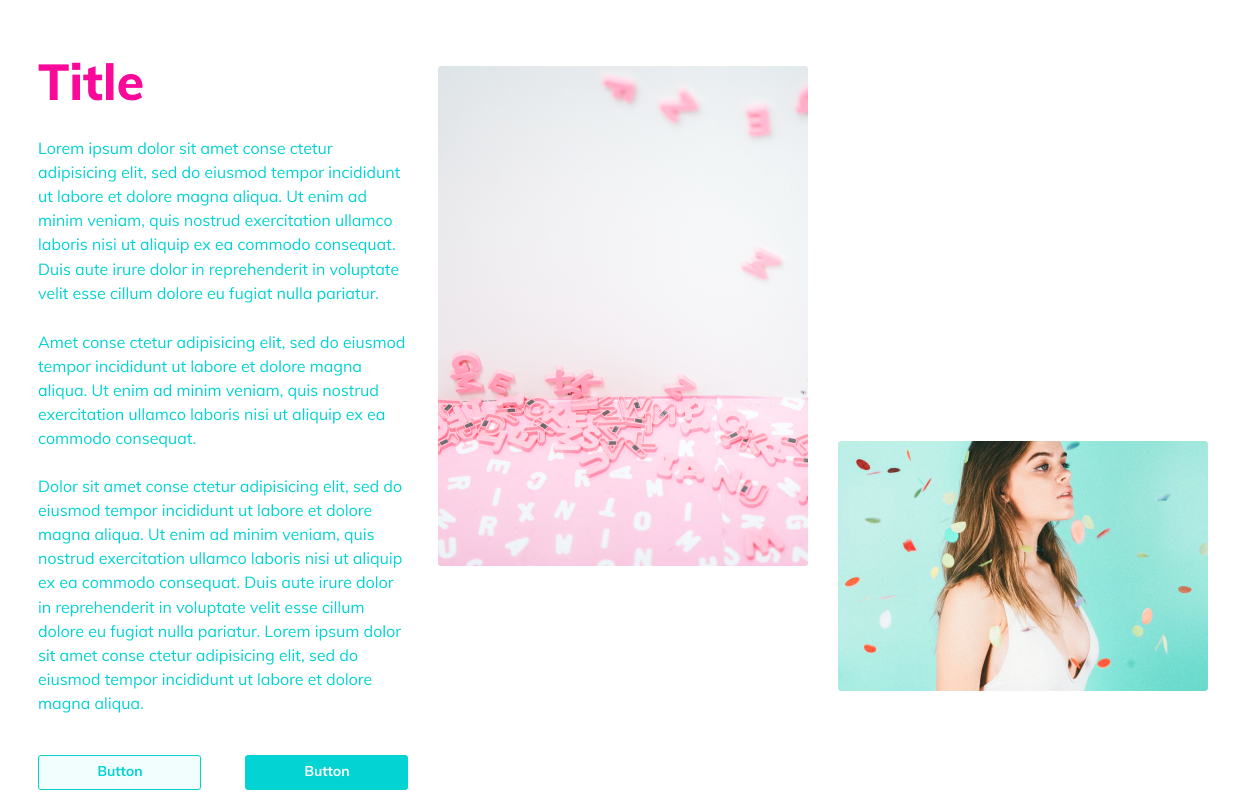 Title
Lorem ipsum dolor sit amet conse ctetur
adipisicing elit, sed do eiusmod tempor incididunt
ut labore et dolore magna aliqua. Ut enim ad
minim veniam, quis nostrud exercitation ullamco
laboris nisi ut aliquip ex ea commodo consequat.
Duis aute irure dolor in reprehenderit in voluptate
velit esse cillum dolore eu fugiat nulla pariatur.
Amet conse ctetur adipisicing elit, sed do eiusmod
tempor incididunt ut labore et dolore magna
aliqua. Ut enim ad minim veniam, quis nostrud
exercitation ullamco laboris nisi ut aliquip ex ea
commodo consequat.
Dolor sit amet conse ctetur adipisicing elit, sed do
eiusmod tempor incididunt ut labore et dolore
magna aliqua. Ut enim ad minim veniam, quis
nostrud exercitation ullamco laboris nisi ut aliquip
ex ea commodo consequat. Duis aute irure dolor
in reprehenderit in voluptate velit esse cillum
dolore eu fugiat nulla pariatur. Lorem ipsum dolor
sit amet conse ctetur adipisicing elit, sed do
eiusmod tempor incididunt ut labore et dolore
magna aliqua.
Button Button